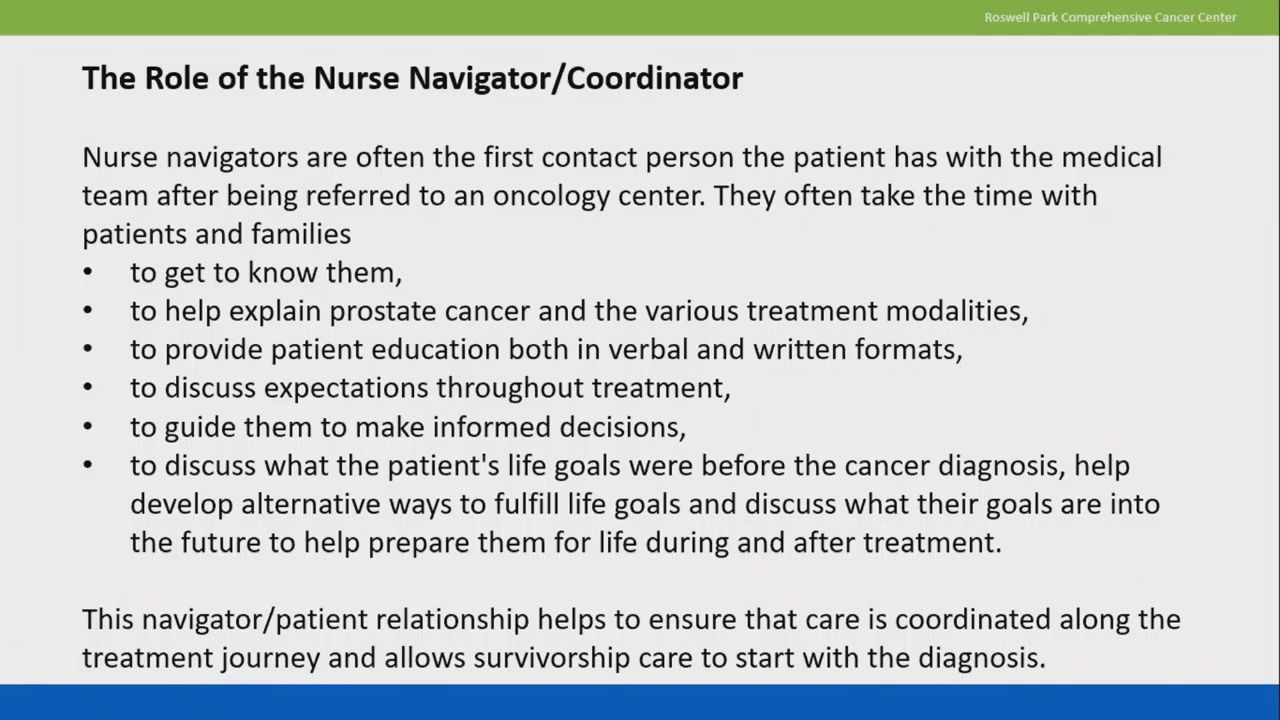 Roswell Park Comprehensive Cancer Center
The Role of the Nurse Navigator/Coordinator
Nurse navigators are often the first contact person the patient has with the medical
team after being referred to an oncology center. They often take the time with
patients and families
• to get to know them,
• to help explain prostate cancer and the various treatment modalities,
• to provide patient education both in verbal and written formats,
• to discuss expectations throughout treatment,
• to guide them to make informed decisions,
• to discuss what the patient's life goals were before the cancer diagnosis, help
develop alternative ways to fulfill life goals and discuss what their goals are into
the future to help prepare them for life during and after treatment.
This navigator/patient relationship helps to ensure that care is coordinated along the
treatment journey and allows survivorship care to start with the diagnosis.